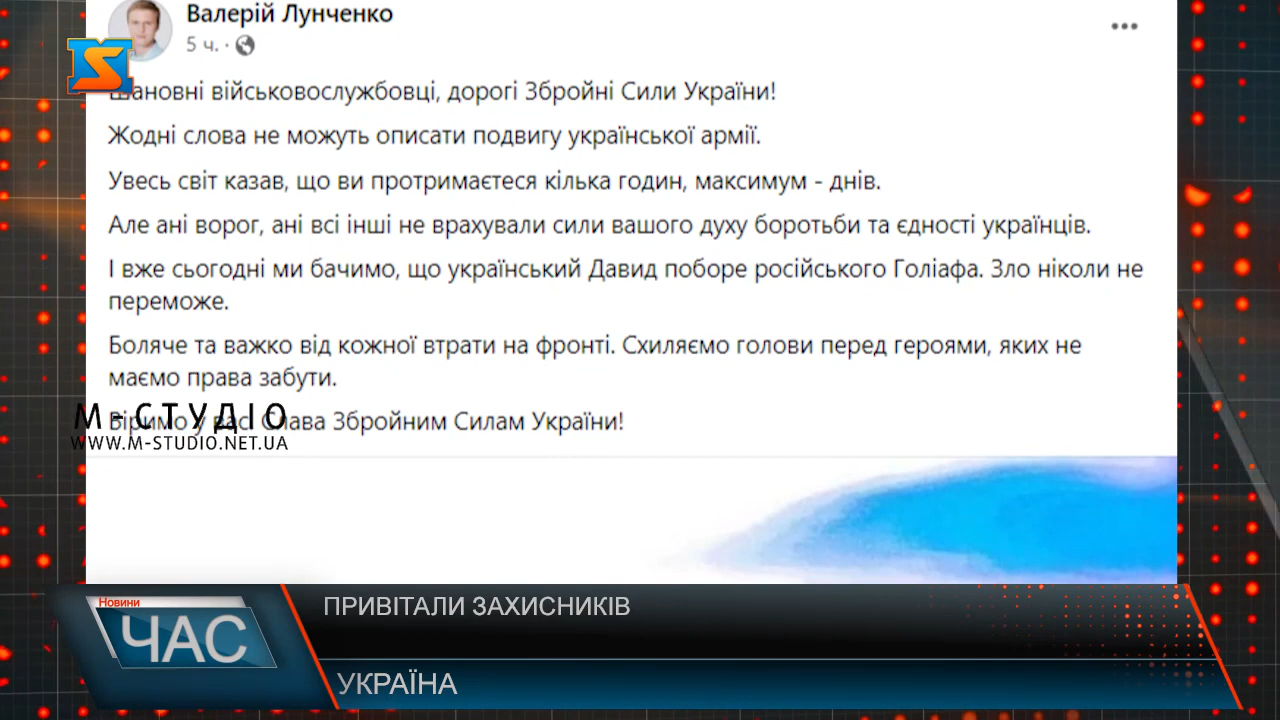 Валерій Лунченко
5 ч. ·
Шановні військовослужбовці, дорогі Збройні Сили України!
Жодні слова не можуть описати подвигу української армії.
Увесь світ казав, що ви протримаєтеся кілька годин, максимум - днів.
Але ані ворог, ані всі інші не врахували сили вашого духу боротьби та єдності українців.
І вже сьогодні ми бачимо, що український Давид поборе російського Голіафа. Зло ніколи не
переможе.
Боляче та важко від кожної втрати на фронті. Схиляємо голови перед героями, яких не
маємо права забути.
Віримо у вас! Слава Збройним Силам України!
М-СТУДІО
WWW.M-STUDIO.NET.UA
Новини
ЧАС
ПРИВІТАЛИ ЗАХИСНИКІВ
УКРАЇНА